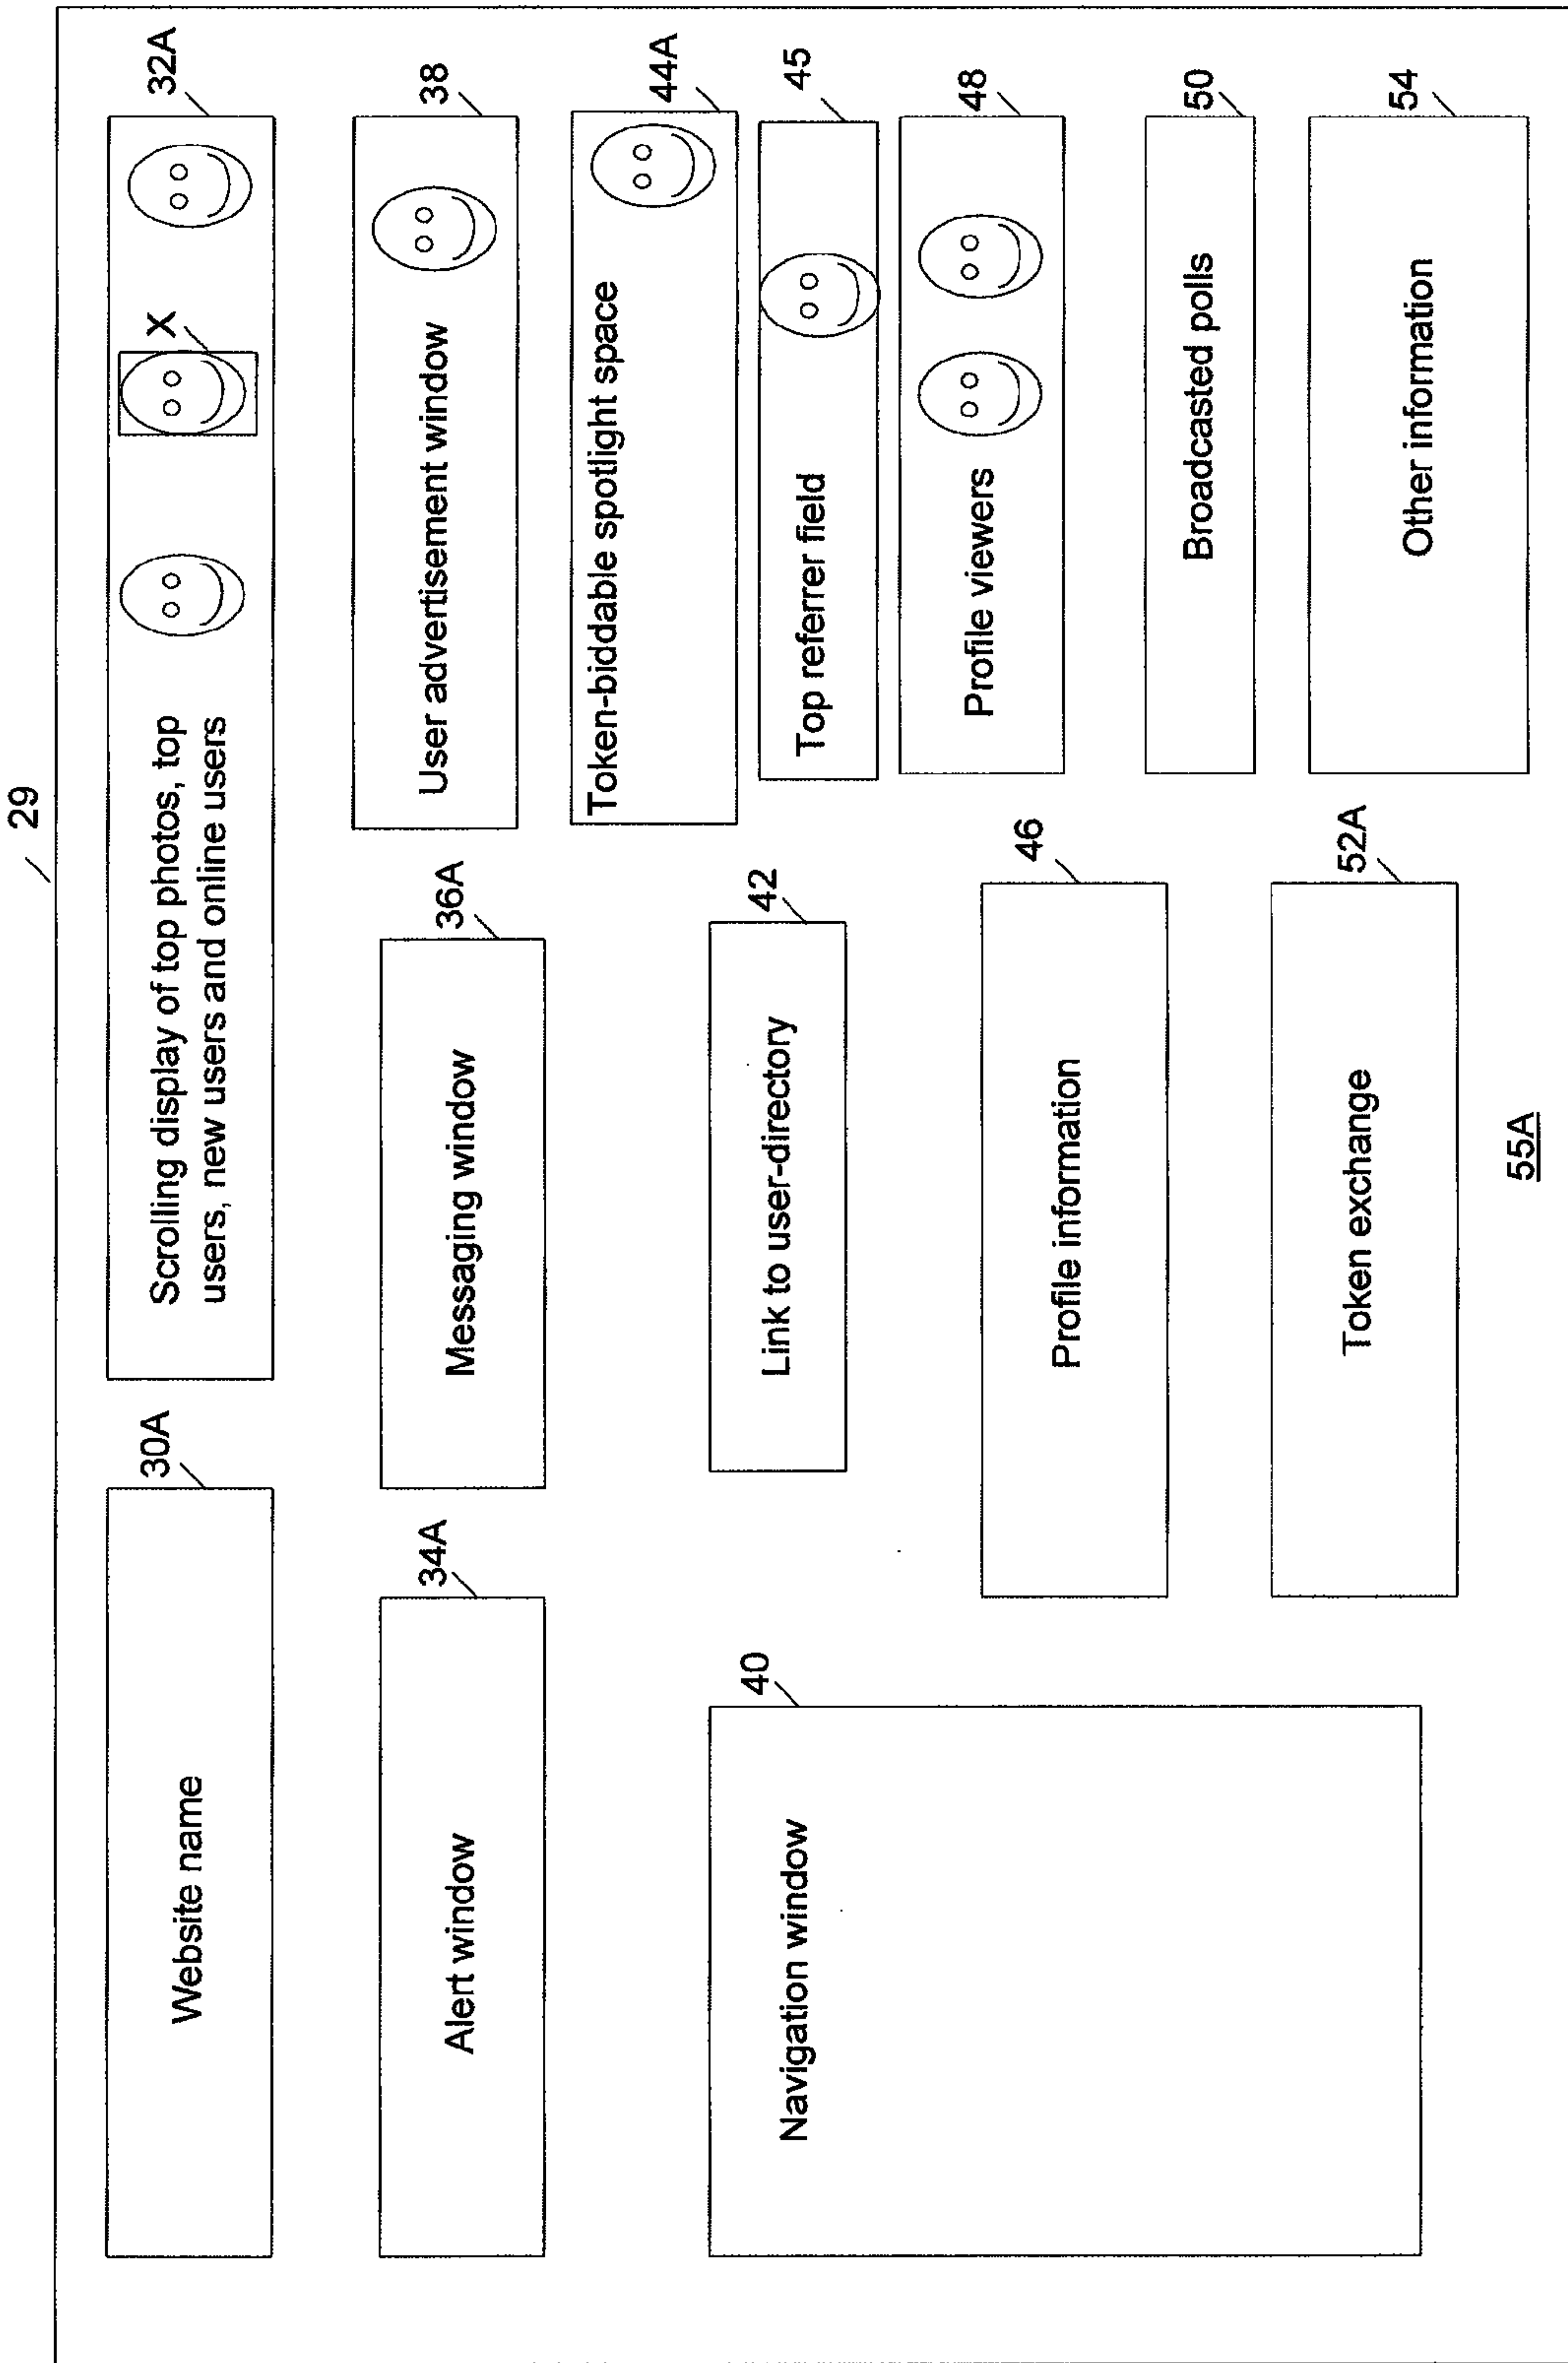 29
30A
Website name
32A
Scrolling display of top photos, top
users, new users and online users
X
34A
Alert window
36A
Messaging window
38
User advertisement window
40
Navigation window
42
Link to user-directory
44A
Token-biddable spotlight space
45
Top referrer field
46
Profile information
48
Profile viewers
50
Broadcasted polls
52A
Token exchange
54
Other information
55A